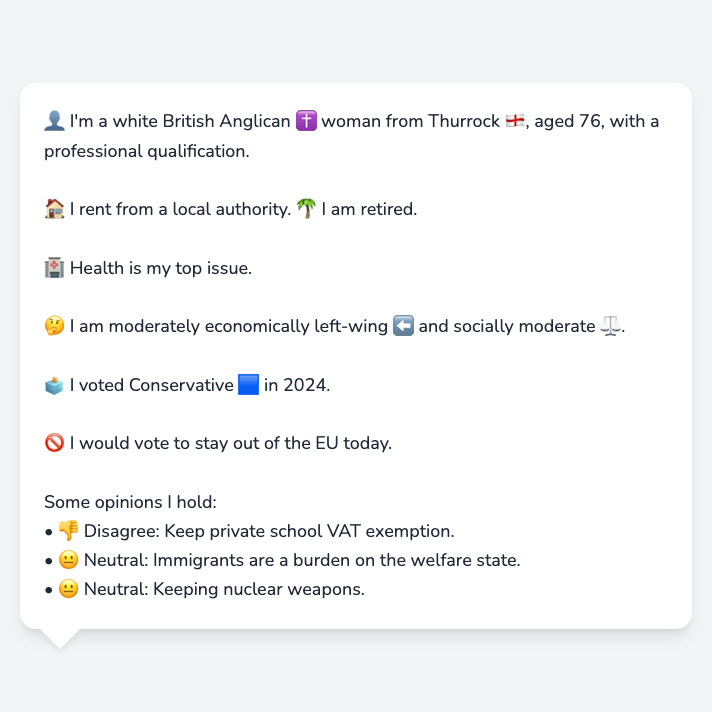 👤 I'm a white British Anglican ✝️ woman from Thurrock 🏴󠁧󠁢󠁥󠁮󠁧󠁿, aged 76, with a
professional qualification.
🏠 I rent from a local authority. 🌴 I am retired.
🏥 Health is my top issue.
🤔 I am moderately economically left-wing ⬅️ and socially moderate ⚖️.
🗳️ I voted Conservative 🟦 in 2024.
🚫 I would vote to stay out of the EU today.
Some opinions I hold:
• 👎 Disagree: Keep private school VAT exemption.
• 😐 Neutral: Immigrants are a burden on the welfare state.
• 😐 Neutral: Keeping nuclear weapons.